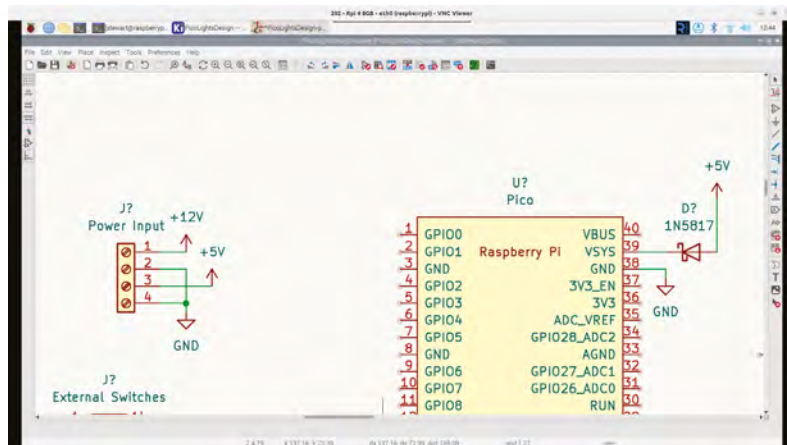 202 - Rpi 4 8GB - eth0 (raspberrypi) - VNC Viewer
10:44
File Edit View Place Inspect Tools Preferences Help
+5V
U?
Pico
J?
Power Input
+12V
+5V
1
2
3
4
GND
D?
1N5817
Raspberry Pi
1 GPIO0
2 GPIO1
3 GND
4 GPIO2
5 GPIO3
6 GPIO4
7 GPIO5
8 GND
9 GPIO6
10 GPIO7
11 GPIO8
VBUS 40
VSYS 39
GND 38
3V3_EN 37
3V3 36
ADC_VREF 35
GPIO28_ADC2 34
AGND 33
GPIO27_ADC1 32
GPIO26_ADC0 31
RUN 30
GND
J?
External Switches